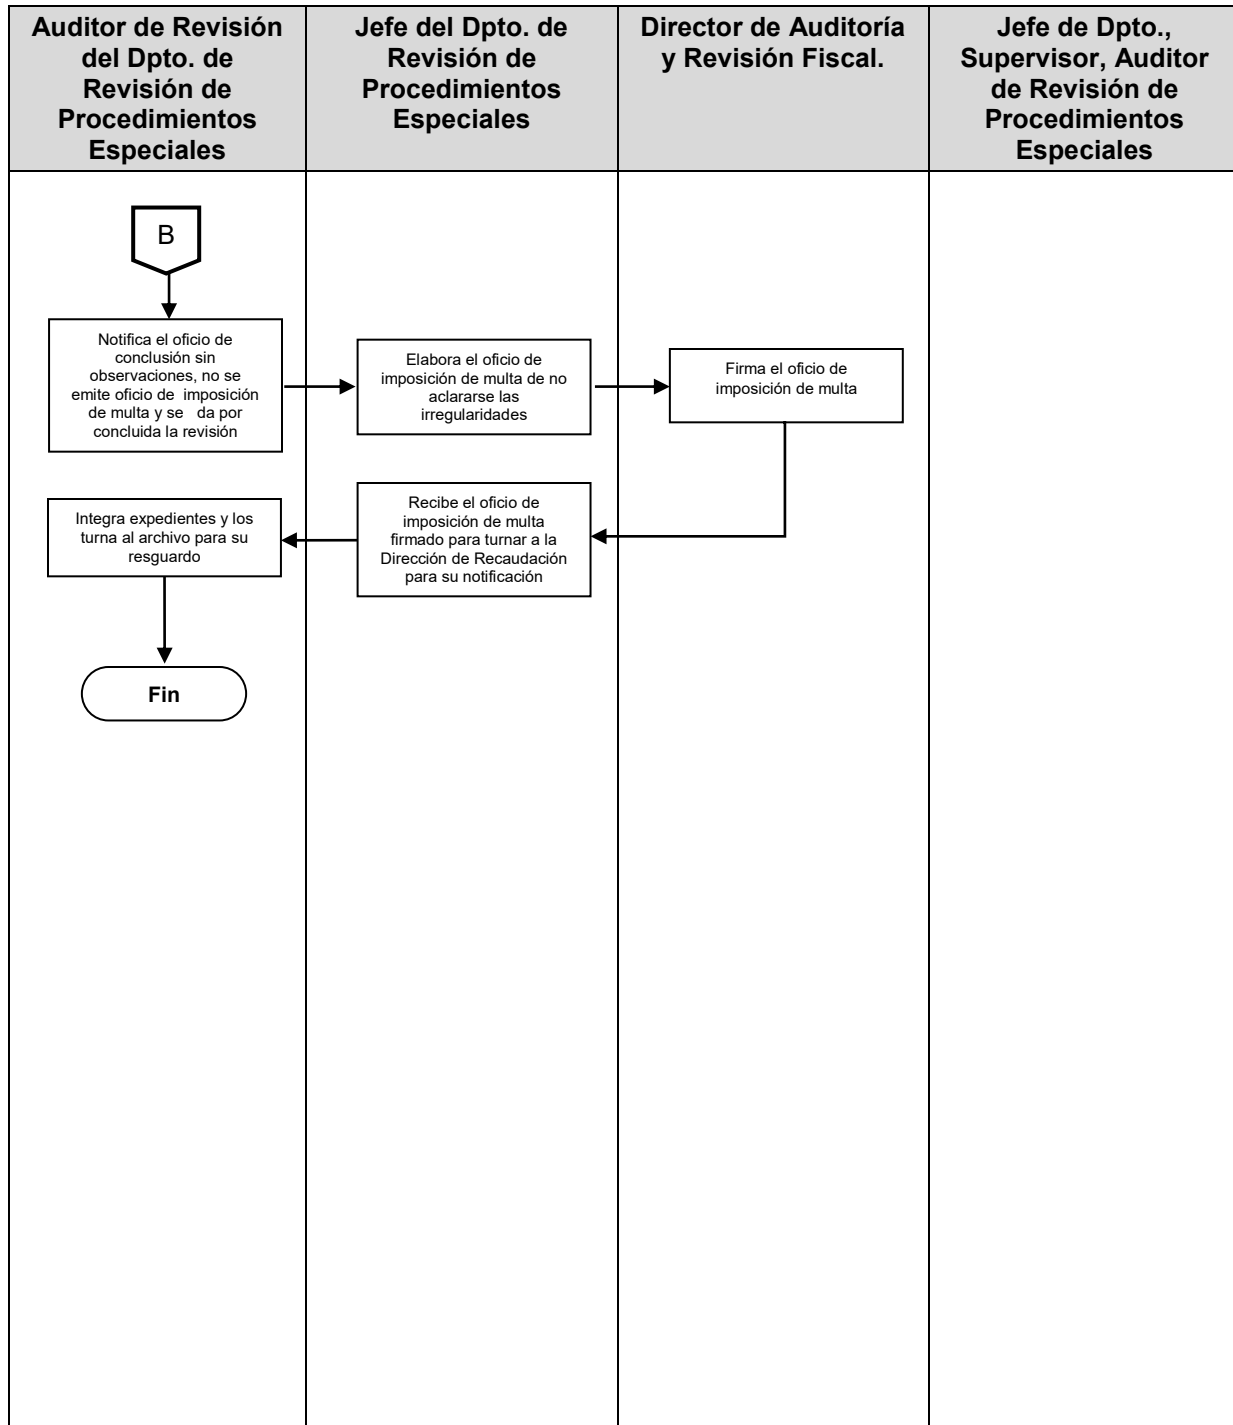 Auditor de Revisión
del Dpto. de
Revisión de
Procedimientos
Especiales
Jefe del Dpto. de
Revisión de
Procedimientos
Especiales
Director de Auditoría
y Revisión Fiscal.
Jefe de Dpto.,
Supervisor, Auditor
de Revisión de
Procedimientos
Especiales
B
Notifica el oficio de
conclusión sin
observaciones, no se
emite oficio de imposición
de multa y se da por
concluida la revisión
Elabora el oficio de
imposición de multa de no
aclararse las
irregularidades
Firma el oficio de
imposición de multa
Recibe el oficio de
imposición de multa
firmado para turnar a la
Dirección de Recaudación
para su notificación
Integra expedientes y los
turna al archivo para su
resguardo
Fin